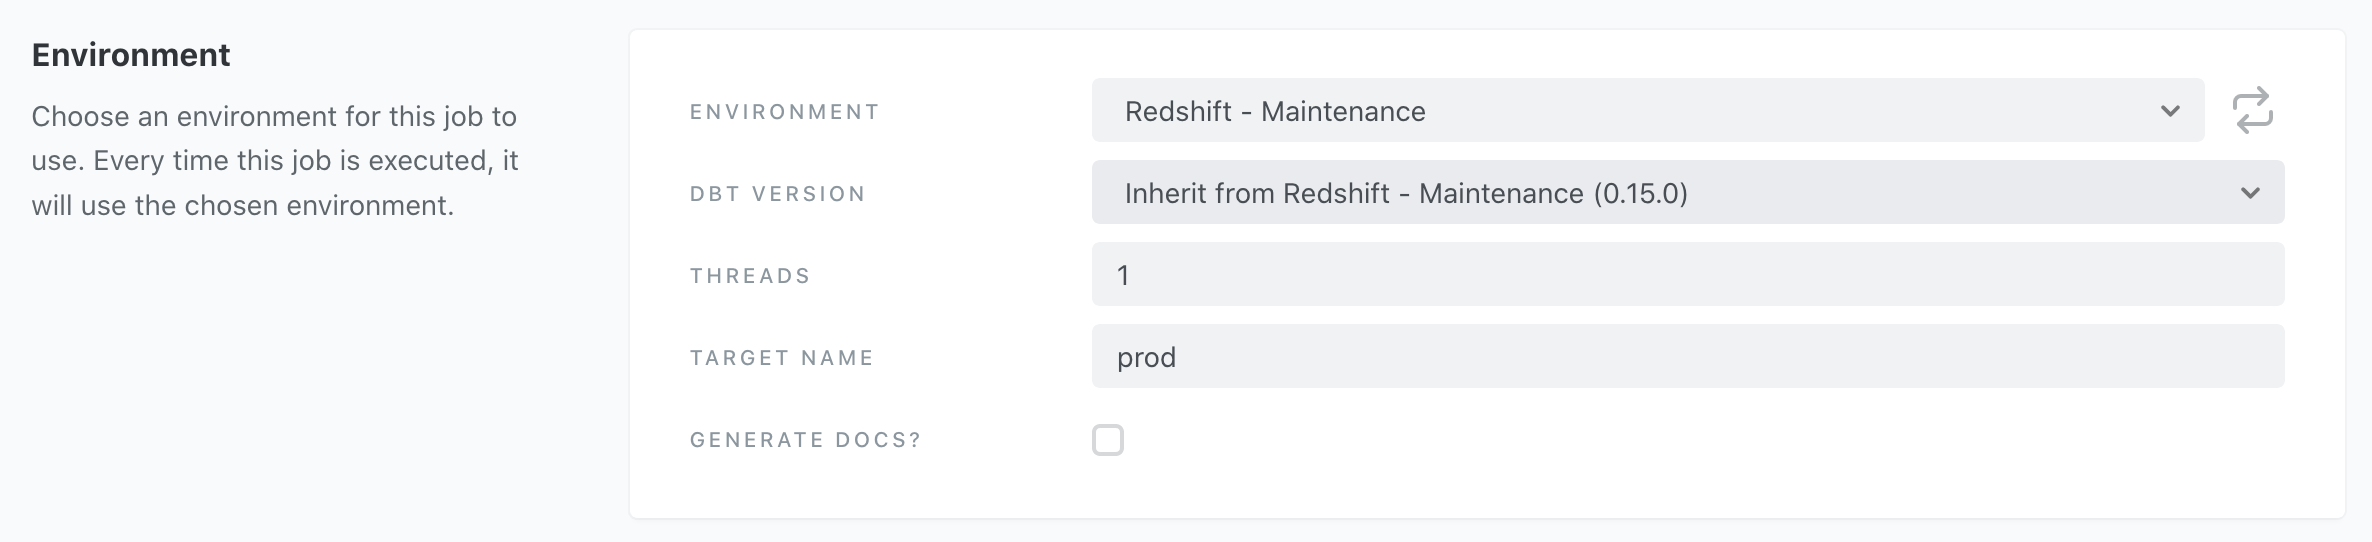 Environment
Choose an environment for this job to
use. Every time this job is executed, it
will use the chosen environment.
ENVIRONMENT
Redshift - Maintenance
DBT VERSION
Inherit from Redshift - Maintenance (0.15.0)
THREADS
1
TARGET NAME
prod
GENERATE DOCS?